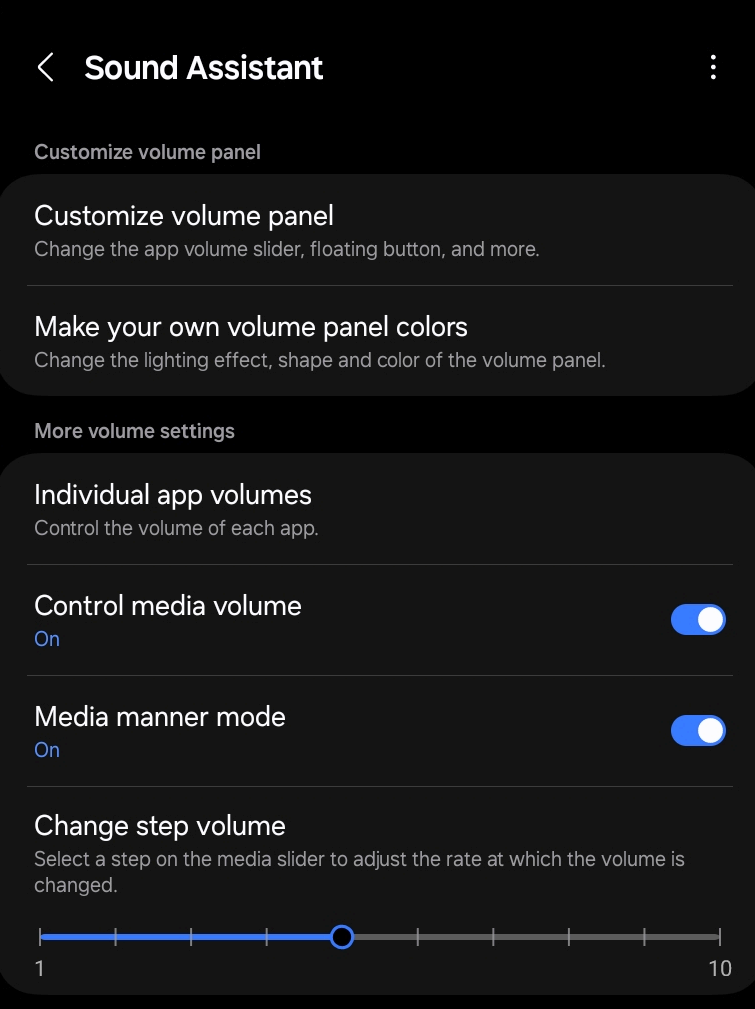 Sound Assistant
Customize volume panel
Customize volume panel
Change the app volume slider, floating button, and more.
Make your own volume panel colors
Change the lighting effect, shape and color of the volume panel.
More volume settings
Individual app volumes
Control the volume of each app.
Control media volume
On
Media manner mode
On
Change step volume
Select a step on the media slider to adjust the rate at which the volume is
changed.
1 10